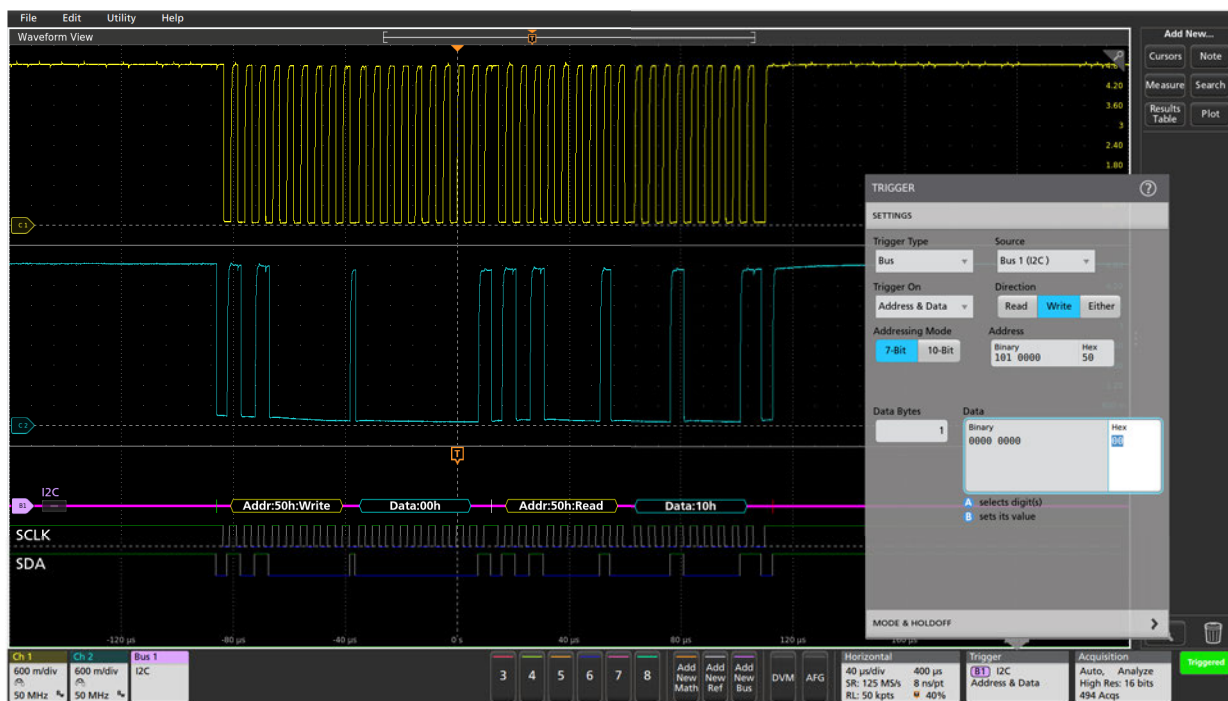 File Edit Utility Help
Waveform View
Add New...
Cursors Note
Measure Search
Results Table Plot
4.20
3.60
3
2.40
1.80
C1
C2
T
TRIGGER ?
SETTINGS
Trigger Type Source
Bus Bus 1 (I2C )
Trigger On Direction
Address & Data Read Write Either
Addressing Mode Address
7-Bit 10-Bit Binary Hex
101 0000 50
Data Bytes Data
1 Binary Hex
0000 0000 00
A selects digit(s)
B sets its value
MODE & HOLDOFF
B1 I2C
Addr:50h:Write Data:00h Addr:50h:Read Data:10h
SCLK
SDA
-120 µs -80 µs -40 µs 0 s 40 µs 80 µs 120 µs 160 µs
Ch 1 Ch 2 Bus 1
600 m/div 600 m/div I2C
50 MHz 50 MHz
3 4 5 6 7 8
Add New Math Add New Ref Add New Bus DVM AFG
Horizontal
40 µs/div 400 µs
SR: 125 MS/s 8 ns/pt
RL: 50 kpts 40%
Trigger
B1 I2C
Address & Data
Acquisition
Auto, Analyze
High Res: 16 bits
494 Acqs
Triggered